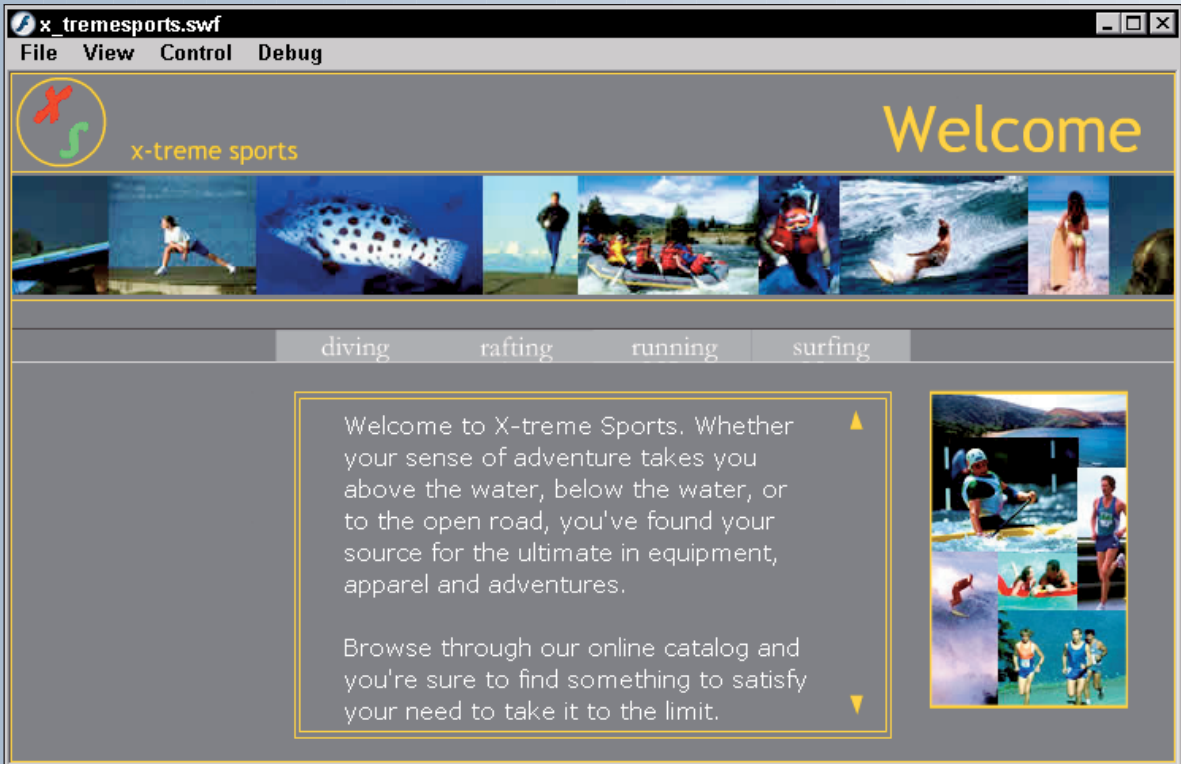 x_tremesports.swf
File View Control Debug
X
S
x-treme sports
Welcome
diving rafting running surfing
Welcome to X-treme Sports. Whether
your sense of adventure takes you
above the water, below the water, or
to the open road, you've found your
source for the ultimate in equipment,
apparel and adventures.
Browse through our online catalog and
you're sure to find something to satisfy
your need to take it to the limit.